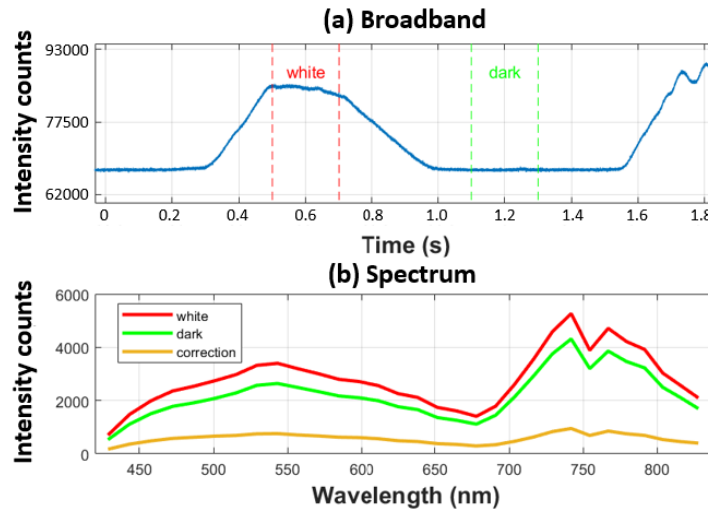 (a) Broadband
Intensity counts
93000
77500
62000
white
dark
0 0.2 0.4 0.6 0.8 1.0 1.2 1.4 1.6 1.8
Time (s)
(b) Spectrum
Intensity counts
6000
4000
2000
0
white
dark
correction
450 500 550 600 650 700 750 800
Wavelength (nm)